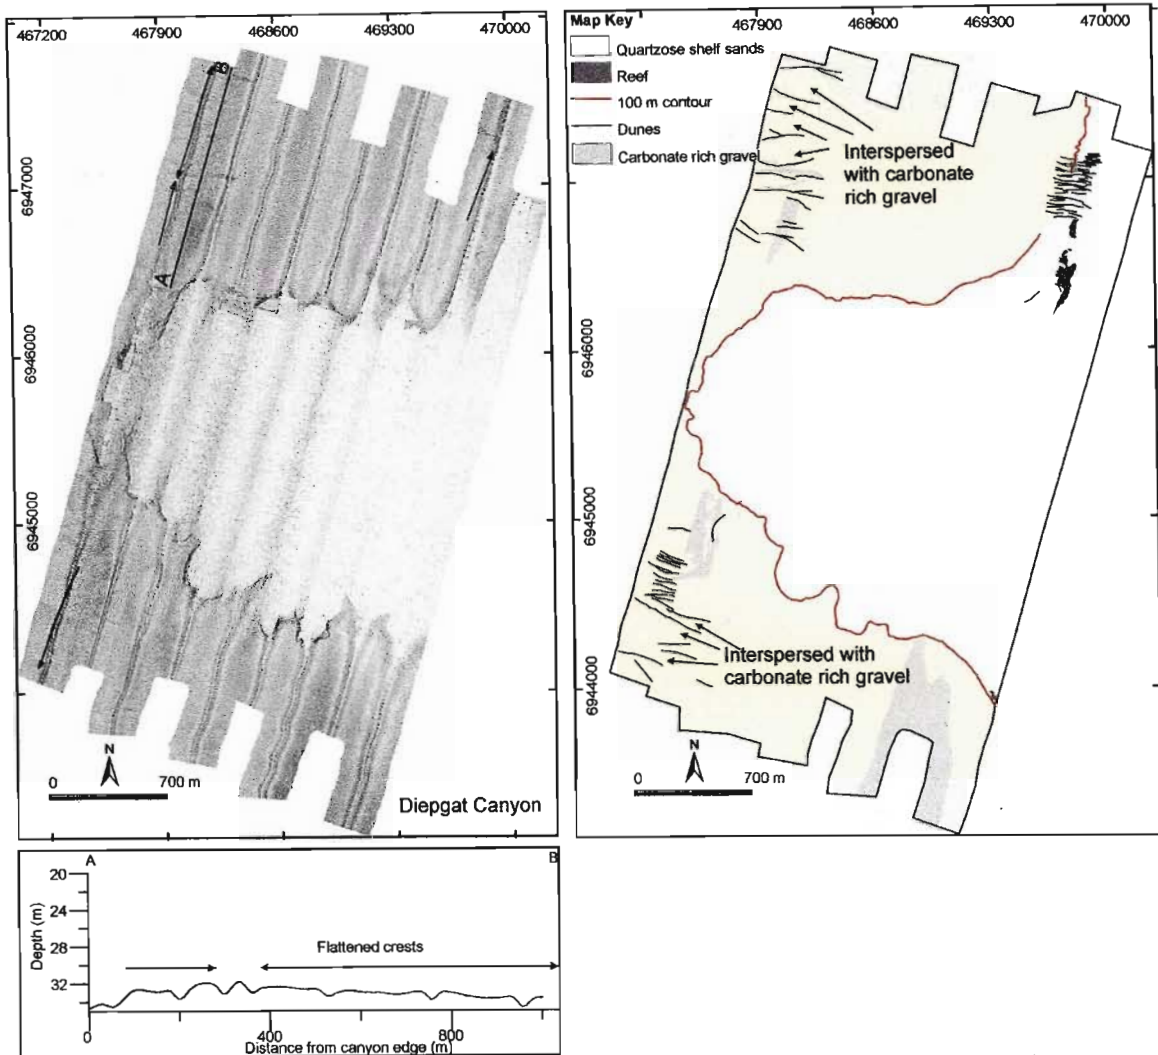 467200 467900 468600 469300 470000
6947000
6946000
6945000
6944000
B
A
N
0 700 m
Diepgat Canyon
467900 468600 469300 470000
Map Key
Quartzose shelf sands
Reef
100 m contour
Dunes
Carbonate rich gravel
6947000
6946000
6945000
6944000
Interspersed
with carbonate
rich gravel
Interspersed with
carbonate rich gravel
N
0 700 m
A B
20
24
28
32
Depth (m)
Flattened crests
0 400 800
Distance from canyon edge (m)